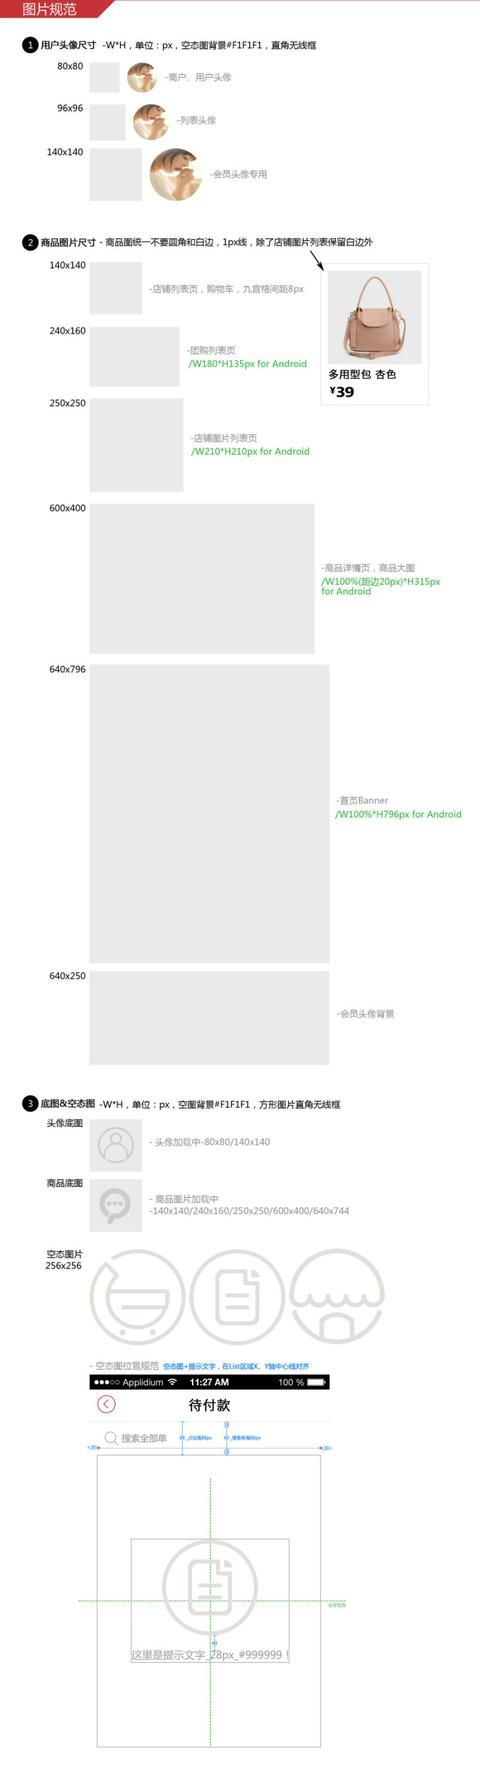 图片规范
1 用户头像尺寸 -W*H，单位：px，空态图背景#F1F1F1，直角无线框
80x80
-商户、用户头像
96x96
-列表头像
140x140
-会员头像专用
2 商品图片尺寸 - 商品图统一不要圆角和白边，1px线，除了店铺图片列表保留白边外
140x140
-店铺列表页，购物车，九宫格间距8px
多用型包 杏色
¥39
240x160
-团购列表页
/W180*H135px for Android
250x250
-店铺图片列表页
/W210*H210px for Android
600x400
-商品详情页，商品大图
/W100%(距边20px)*H315px
for Android
640x796
-首页Banner
/W100%*H796px for Android
640x250
-会员头像背景
3 底图&空态图 -W*H，单位：px，空图背景#F1F1F1，方形图片直角无线框
头像底图
- 头像加载中-80x80/140x140
商品底图
- 商品图片加载中
-140x140/240x160/250x250/600x400/640x744
空态图片
256x256
- 空态图位置规范 空态图+提示文字，在List区域X、Y轴中心线对齐
Applidium 11:27 AM 100 %
待付款
搜索全部单
水平对齐
这里是提示文字_28px_#999999！